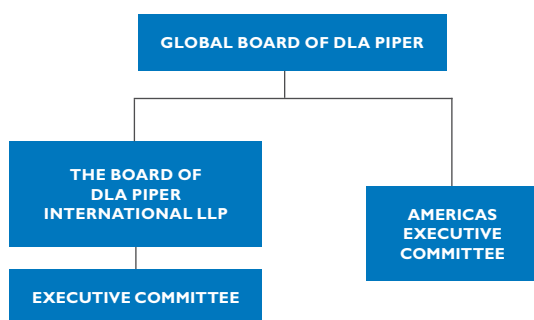 GLOBAL BOARD OF DLA PIPER
THE BOARD OF
DLA PIPER
INTERNATIONAL LLP
AMERICAS
EXECUTIVE
COMMITTEE
EXECUTIVE COMMITTEE